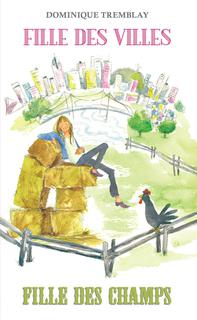 DOMINIQUE TREMBLAY
FILLE DES VILLES
FILLE DES CHAMPS